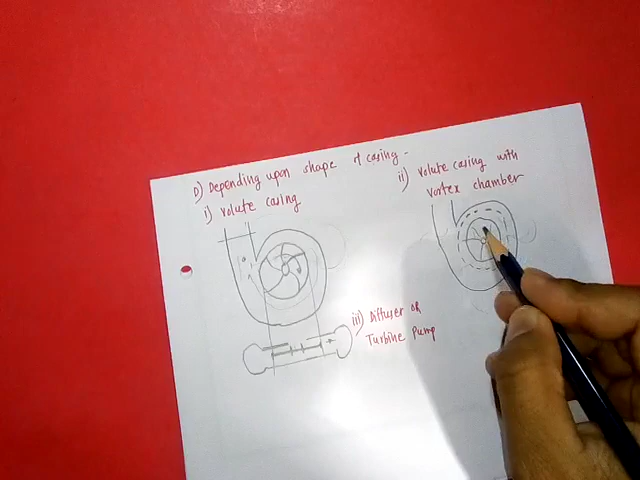 D) Depending upon shape of casing -
i) Volute casing
ii) Volute casing with
vortex chamber
iii) Diffuser or
Turbine pump